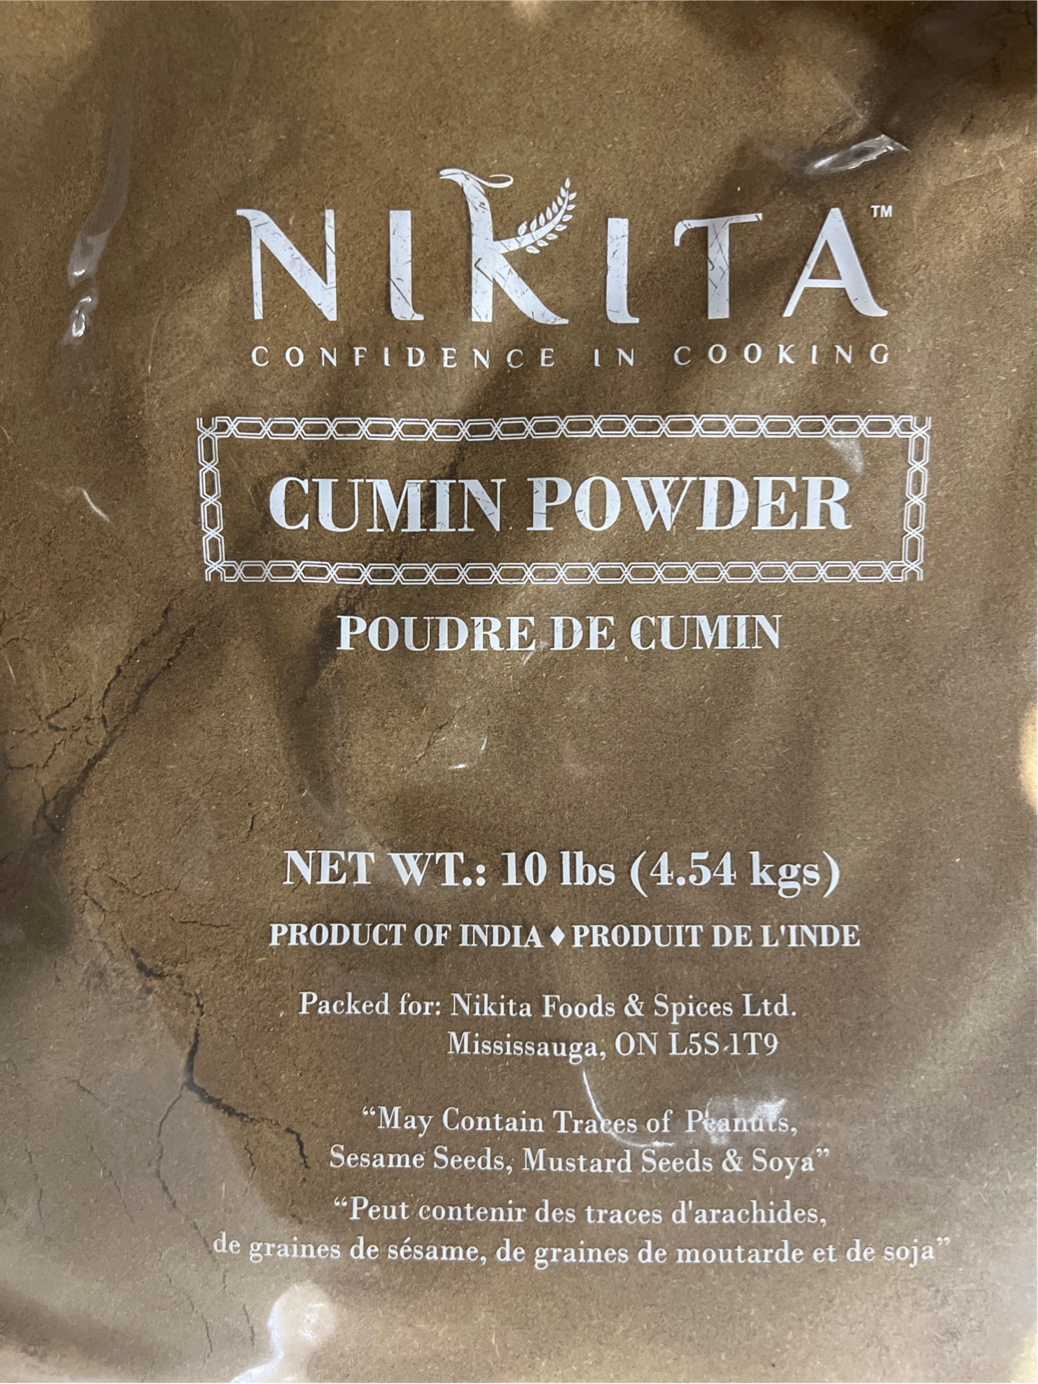 NIKITA™
CONFIDENCE IN COOKING
CUMIN POWDER
POUDRE DE CUMIN
NET WT.: 10 lbs (4.54 kgs)
PRODUCT OF INDIA ♦ PRODUIT DE L'INDE
Packed for: Nikita Foods & Spices Ltd.
Mississauga, ON L5S-1T9
“May Contain Traces of Peanuts,
Sesame Seeds, Mustard Seeds & Soya”
“Peut contenir des traces d'arachides,
de graines de sésame, de graines de moutarde et de soja”